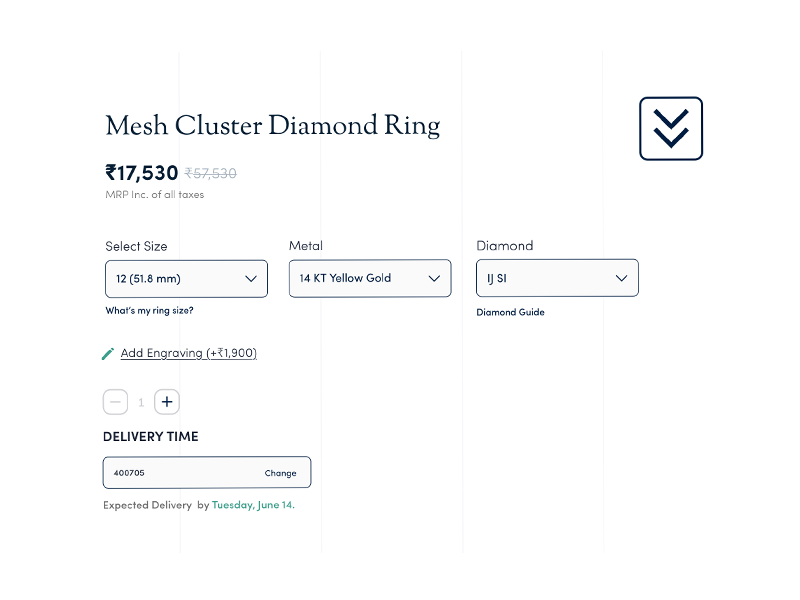 Mesh Cluster Diamond Ring
₹17,530 ₹57,530
MRP Inc. of all taxes
Select Size Metal Diamond
12 (51.8 mm) 14 KT Yellow Gold IJ SI
What's my ring size? Diamond Guide
Add Engraving (+₹1,900)
1
DELIVERY TIME
400705 Change
Expected Delivery by Tuesday, June 14.